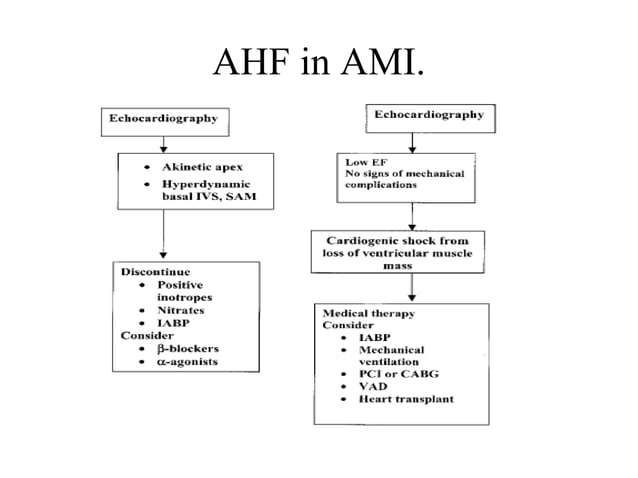 AHF in AMI.
Echocardiography
• Akinetic apex
• Hyperdynamic
basal IVS, SAM
Discontinue
• Positive
inotropes
• Nitrates
• IABP
Consider
• β-blockers
• α-agonists
Echocardiography
Low EF
No signs of mechanical
complications
Cardiogenic shock from
loss of ventricular muscle
mass
Medical therapy
Consider
• IABP
• Mechanical
ventilation
• PCI or CABG
• VAD
• Heart transplant